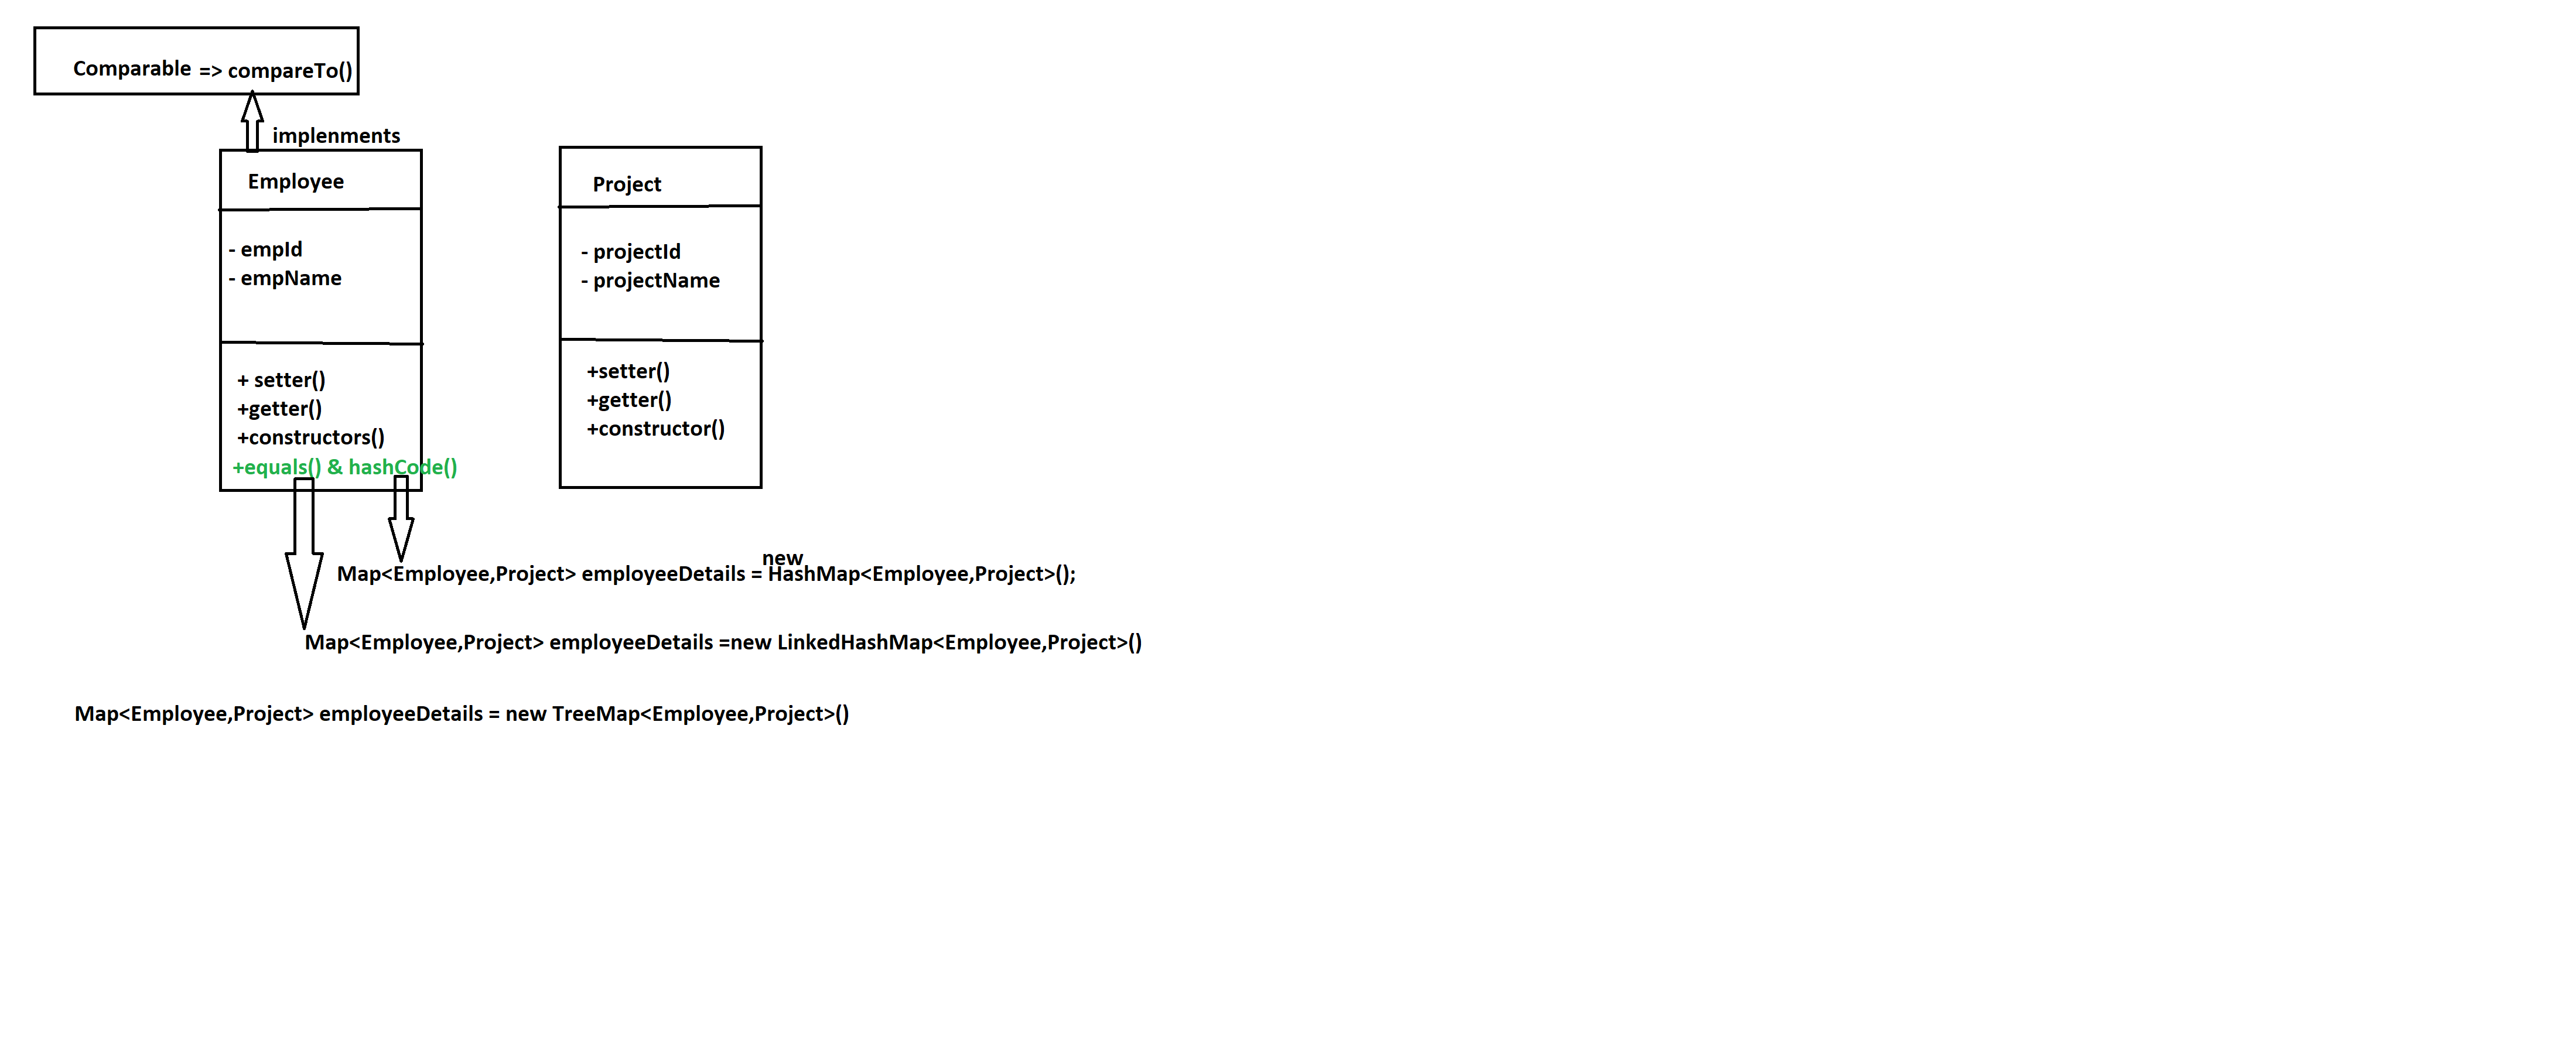 Comparable => compareTo()
implenments
Employee
- empId
- empName
+ setter()
+getter()
+constructors()
+equals() & hashCode()
Project
- projectId
- projectName
+setter()
+getter()
+constructor()
new
Map<Employee,Project> employeeDetails = HashMap<Employee,Project>();
Map<Employee,Project> employeeDetails =new LinkedHashMap<Employee,Project>()
Map<Employee,Project> employeeDetails = new TreeMap<Employee,Project>()